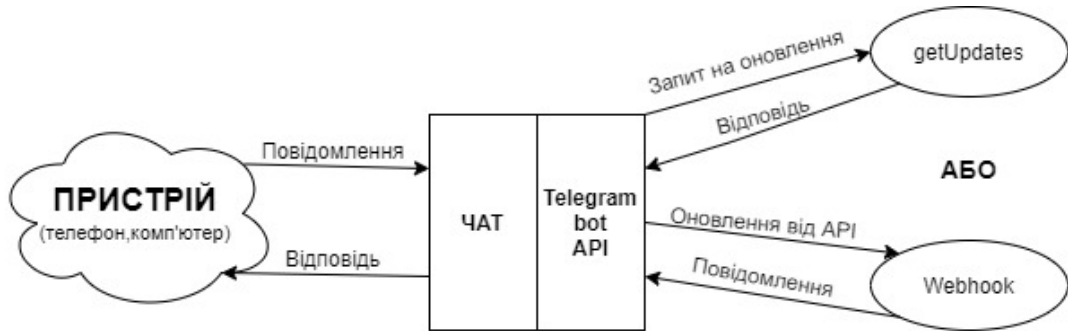 Запит на оновлення
getUpdates
Відповідь
Повідомлення
АБО
ПРИСТРІЙ
(телефон,комп'ютер)
ЧАТ
Telegram
bot
API
Оновлення від АРІ
Відповідь
Повідомлення
Webhook